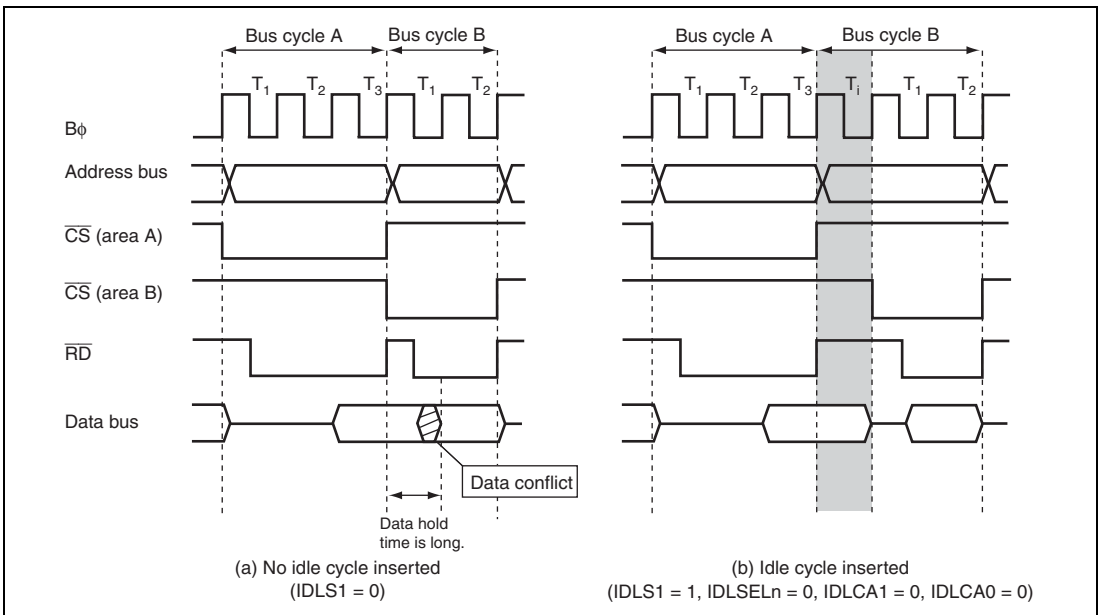 Bus cycle A Bus cycle B Bus cycle A Bus cycle B
T1 T2 T3 T1 T2 T1 T2 T3 Ti T1 T2
Bφ
Address bus
CS (area A)
CS (area B)
RD
Data bus
Data conflict
Data hold
time is long.
(a) No idle cycle inserted
(IDLS1 = 0)
(b) Idle cycle inserted
(IDLS1 = 1, IDLSELn = 0, IDLCA1 = 0, IDLCA0 = 0)